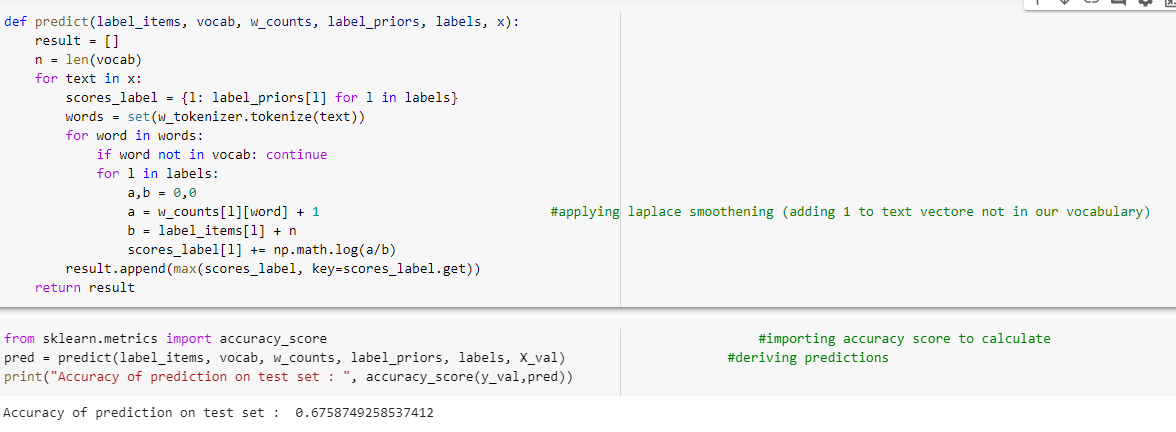 def predict(label_items, vocab, w_counts, label_priors, labels, x):
    result = []
    n = len(vocab)
    for text in x:
        scores_label = {l: label_priors[l] for l in labels}
        words = set(w_tokenizer.tokenize(text))
        for word in words:
            if word not in vocab: continue
            for l in labels:
                a,b = 0,0
                a = w_counts[l][word] + 1                              #applying laplace smoothening (adding 1 to text vectore not in our vocabulary)
                b = label_items[l] + n
                scores_label[l] += np.math.log(a/b)
        result.append(max(scores_label, key=scores_label.get))
    return result
from sklearn.metrics import accuracy_score                                                        #importing accuracy score to calculate
pred = predict(label_items, vocab, w_counts, label_priors, labels, X_val)                     #deriving predictions
print("Accuracy of prediction on test set : ", accuracy_score(y_val,pred))
Accuracy of prediction on test set :  0.6758749258537412